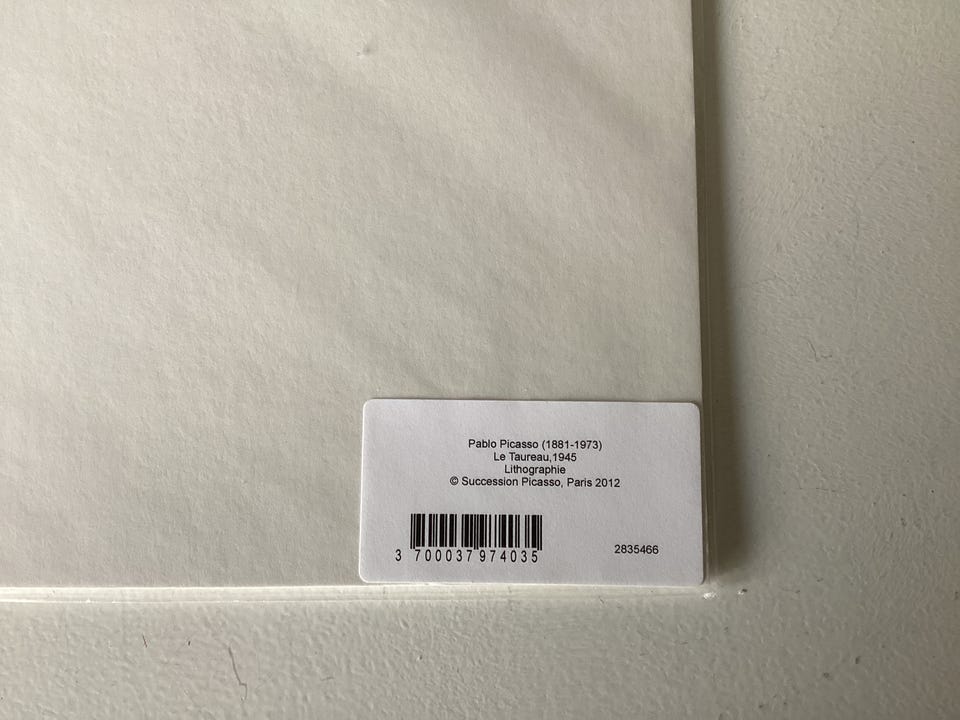 Pablo Picasso (1881-1973)
Le Taureau,1945
Lithographie
© Succession Picasso, Paris 2012
3 700037 974035
2835466